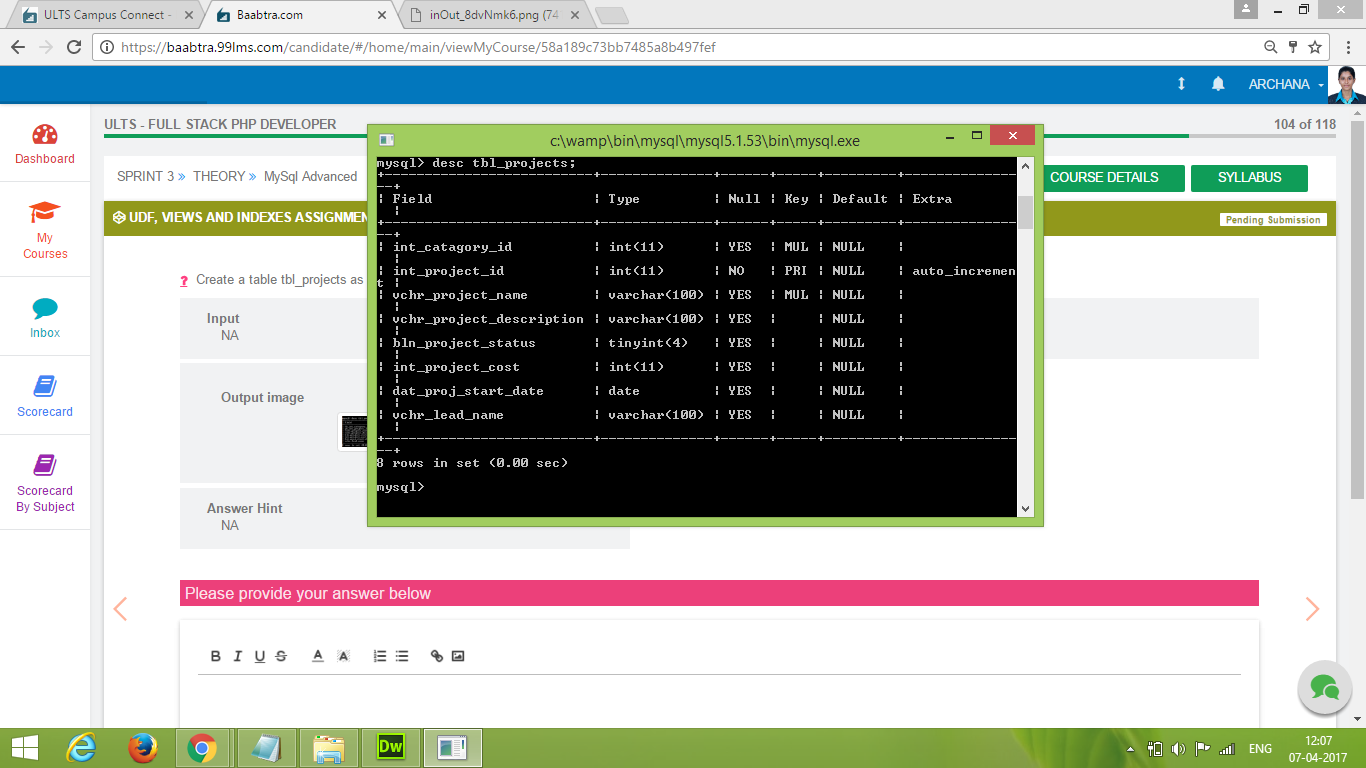 ULTS Campus Connect -
Baabtra.com
inOut_8dvNmk6.png (74
https://baabtra.99lms.com/candidate/#/home/main/viewMyCourse/58a189c73bb7485a8b497fef
ARCHANA
ULTS - FULL STACK PHP DEVELOPER
104 of 118
Dashboard
My
Courses
Inbox
Scorecard
Scorecard
By Subject
SPRINT 3 » THEORY » MySql Advanced
COURSE DETAILS
SYLLABUS
UDF, VIEWS AND INDEXES ASSIGNMEN
Pending Submission
? Create a table tbl_projects as
Input
NA
Output image
Answer Hint
NA
c:\wamp\bin\mysql\mysql5.1.53\bin\mysql.exe
mysql> desc tbl_projects;
+--------------------------+--------------+------+-----+---------+--------------
--+
| Field                    | Type         | Null | Key | Default | Extra
  |
+--------------------------+--------------+------+-----+---------+--------------
--+
| int_catagory_id          | int(11)      | YES  | MUL | NULL    |
  |
| int_project_id           | int(11)      | NO   | PRI | NULL    | auto_incremen
t |
| vchr_project_name        | varchar(100) | YES  | MUL | NULL    |
  |
| vchr_project_description | varchar(100) | YES  |     | NULL    |
  |
| bln_project_status       | tinyint(4)   | YES  |     | NULL    |
  |
| int_project_cost         | int(11)      | YES  |     | NULL    |
  |
| dat_proj_start_date      | date         | YES  |     | NULL    |
  |
| vchr_lead_name           | varchar(100) | YES  |     | NULL    |
  |
+--------------------------+--------------+------+-----+---------+--------------
--+
8 rows in set (0.00 sec)
mysql>
Please provide your answer below
B I U S A A
Dw
ENG
12:07
07-04-2017